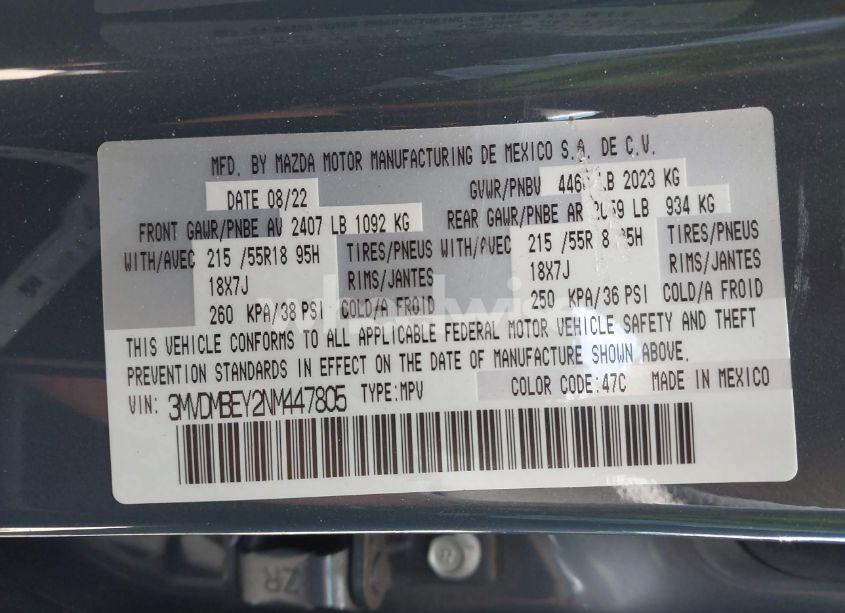 MFD. BY MAZDA MOTOR MANUFACTURING DE MEXICO S.A. DE C.V.
DATE 08/22 GVWR/PNBV LB 2023 KG
FRONT GAWR/PNBE AV 2407 LB 1092 KG REAR GAWR/PNBE AR LB 934 KG
WITH/AVEC 215 /55R18 95H TIRES/PNEUS WITH/AVEC 215 /55R TIRES/PNEUS
18X7J RIMS/JANTES 18X7J RIMS/JANTES
260 KPA/38 PSI COLD/A FROID 250 KPA/36 PSI COLD/A FROID
THIS VEHICLE CONFORMS TO ALL APPLICABLE FEDERAL MOTOR VEHICLE SAFETY AND THEFT
PREVENTION STANDARDS IN EFFECT ON THE DATE OF MANUFACTURE SHOWN ABOVE.
VIN: 3MVDMBEY2NM447805 TYPE:MPV COLOR CODE:47C MADE IN MEXICO
ZR